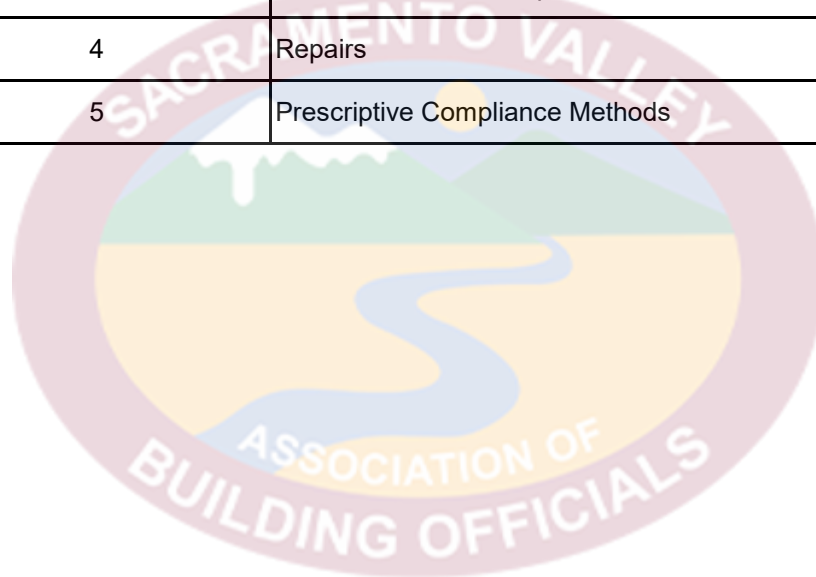 4 Repairs
5 Prescriptive Compliance Methods
SACRAMENTO VALLEY
ASSOCIATION OF
BUILDING OFFICIALS